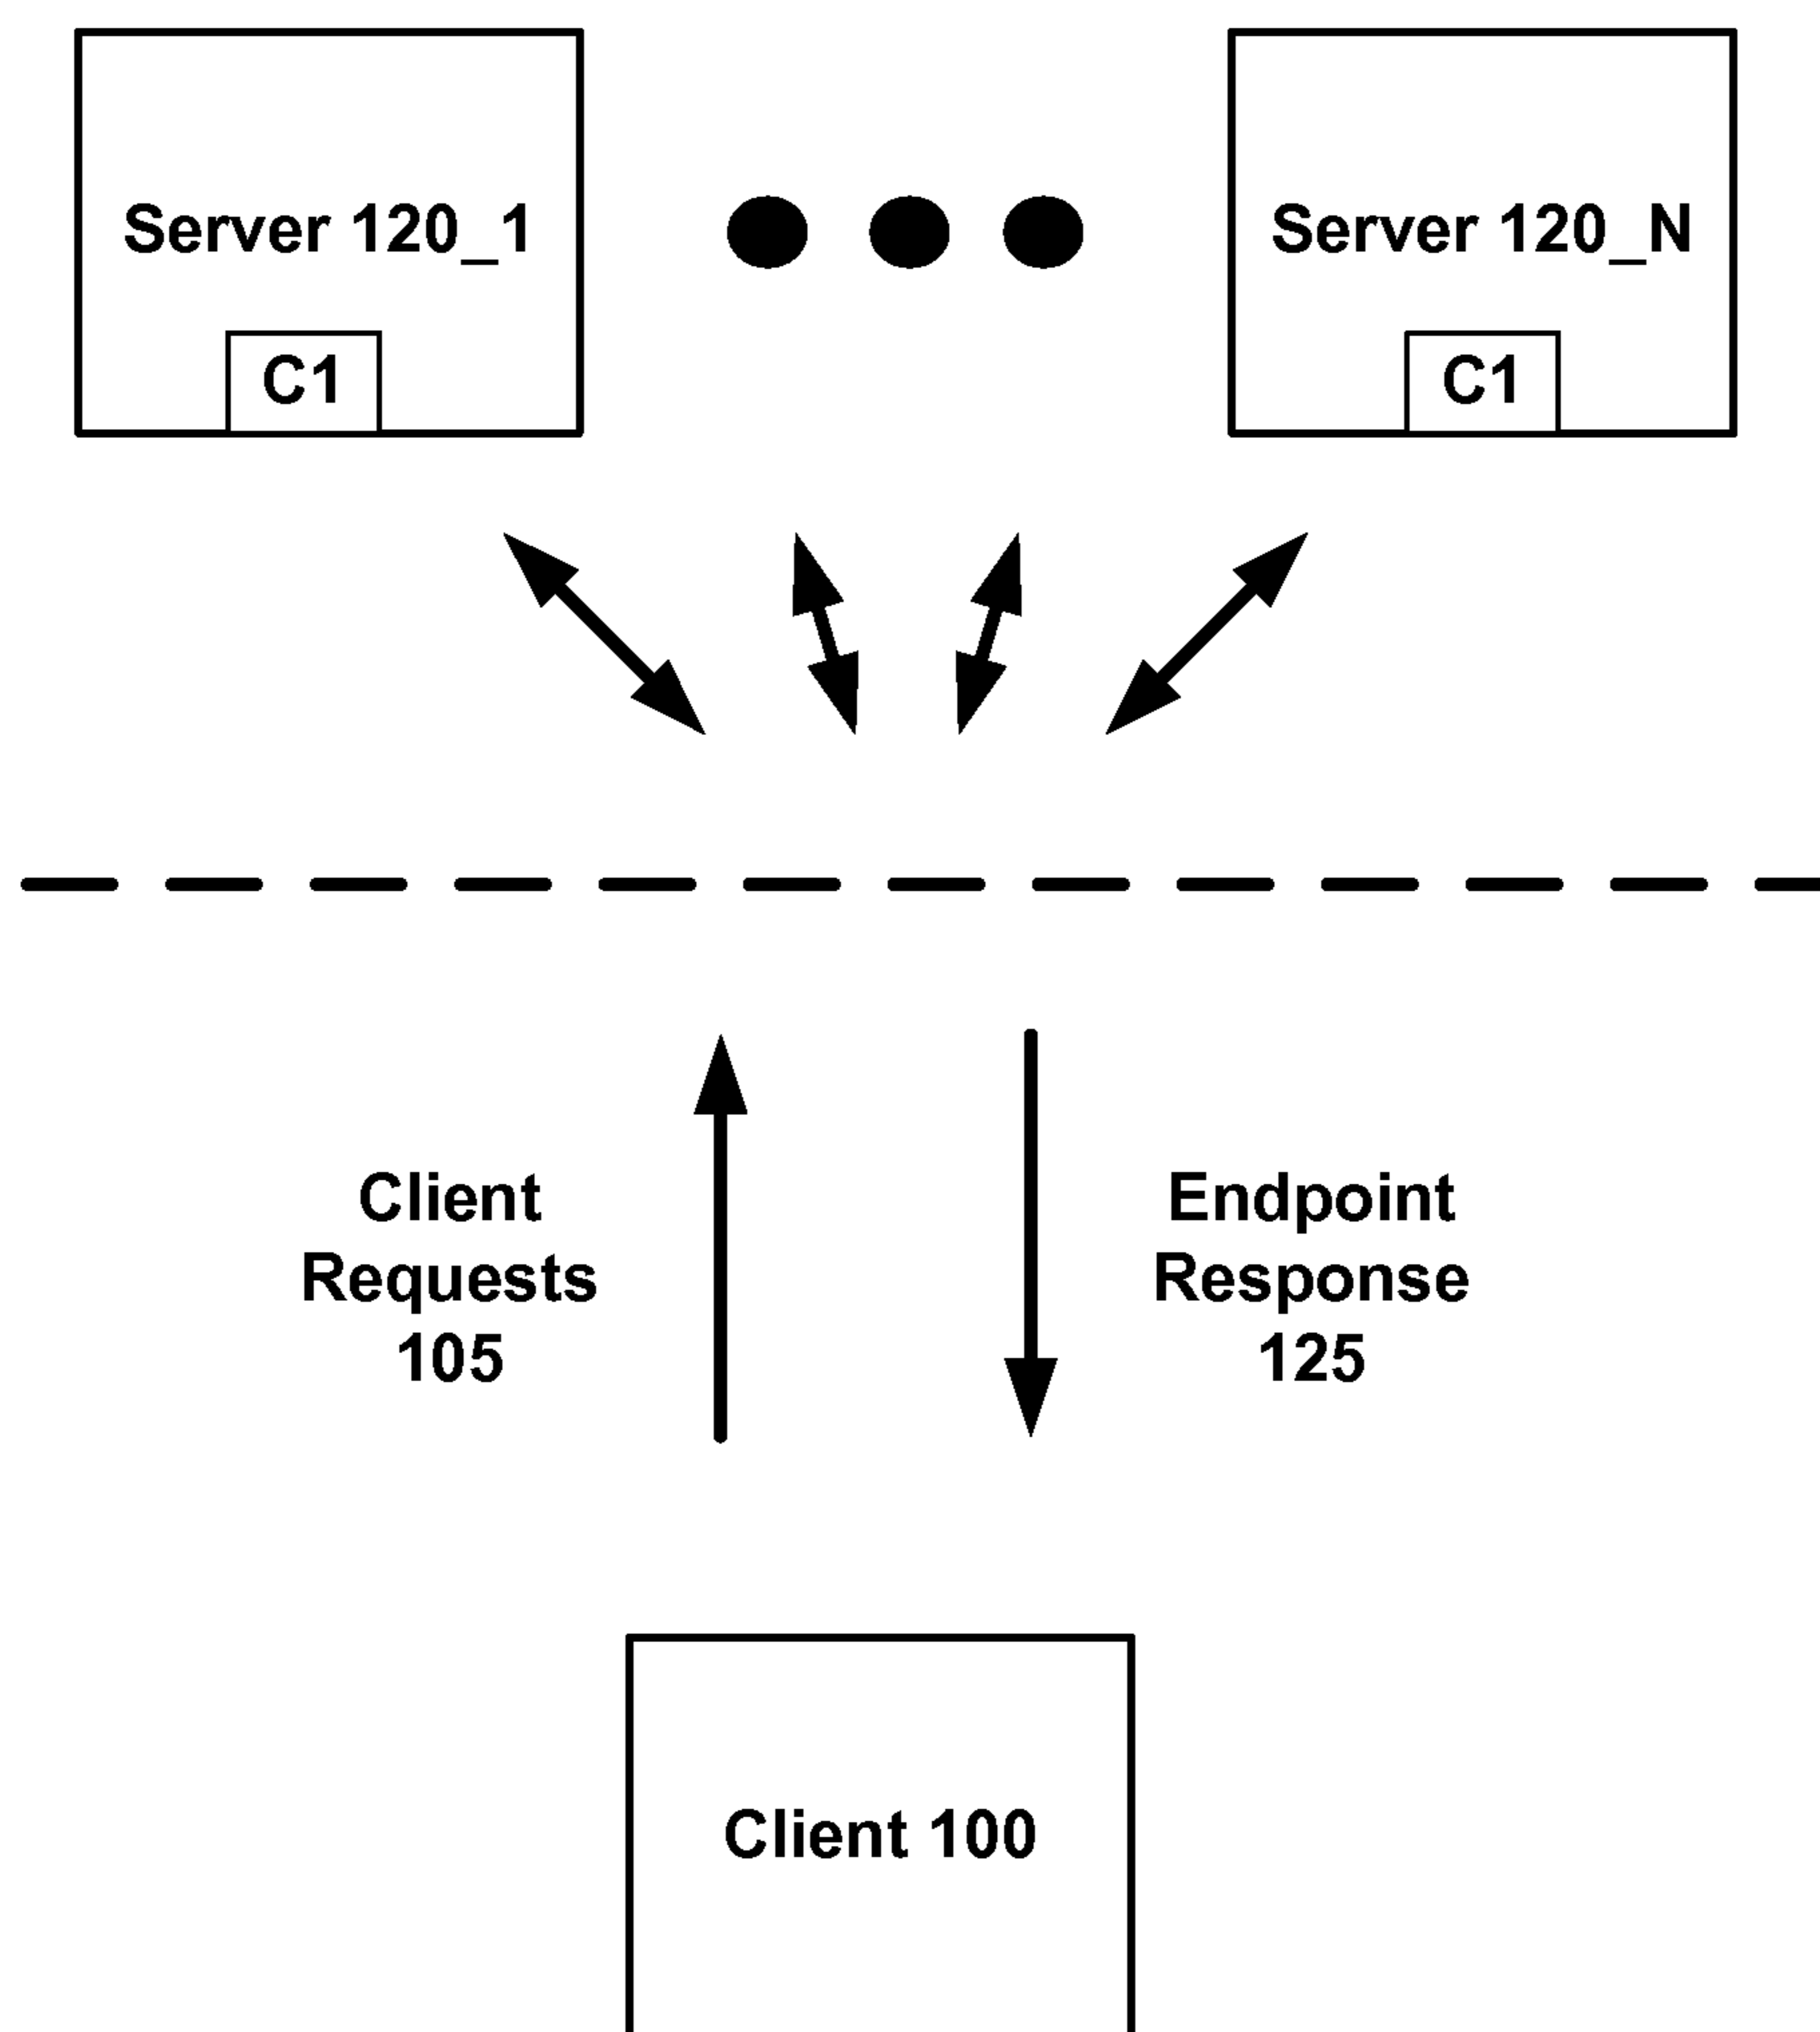 Server 120_1
Server 120_N
C1
C1
Client
Requests
105
Endpoint
Response
125
Client 100